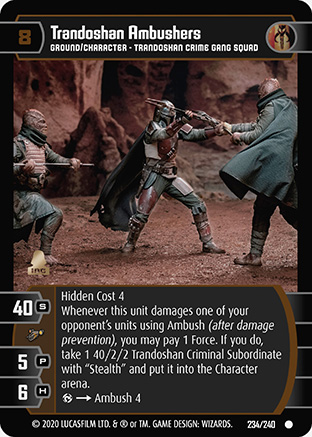 8
Trandoshan Ambushers
GROUND/CHARACTER - TRANDOSHAN CRIME GANG SQUAD
IDC
40 S
5 P
6 H
Hidden Cost 4
Whenever this unit damages one of your
opponent's units using Ambush (after damage
prevention), you may pay 1 Force. If you do,
take 1 40/2/2 Trandoshan Criminal Subordinate
with “Stealth” and put it into the Character
arena.
→ Ambush 4
© 2020 LUCASFILM LTD. & ® or TM. GAME DESIGN: WIZARDS.
234/240